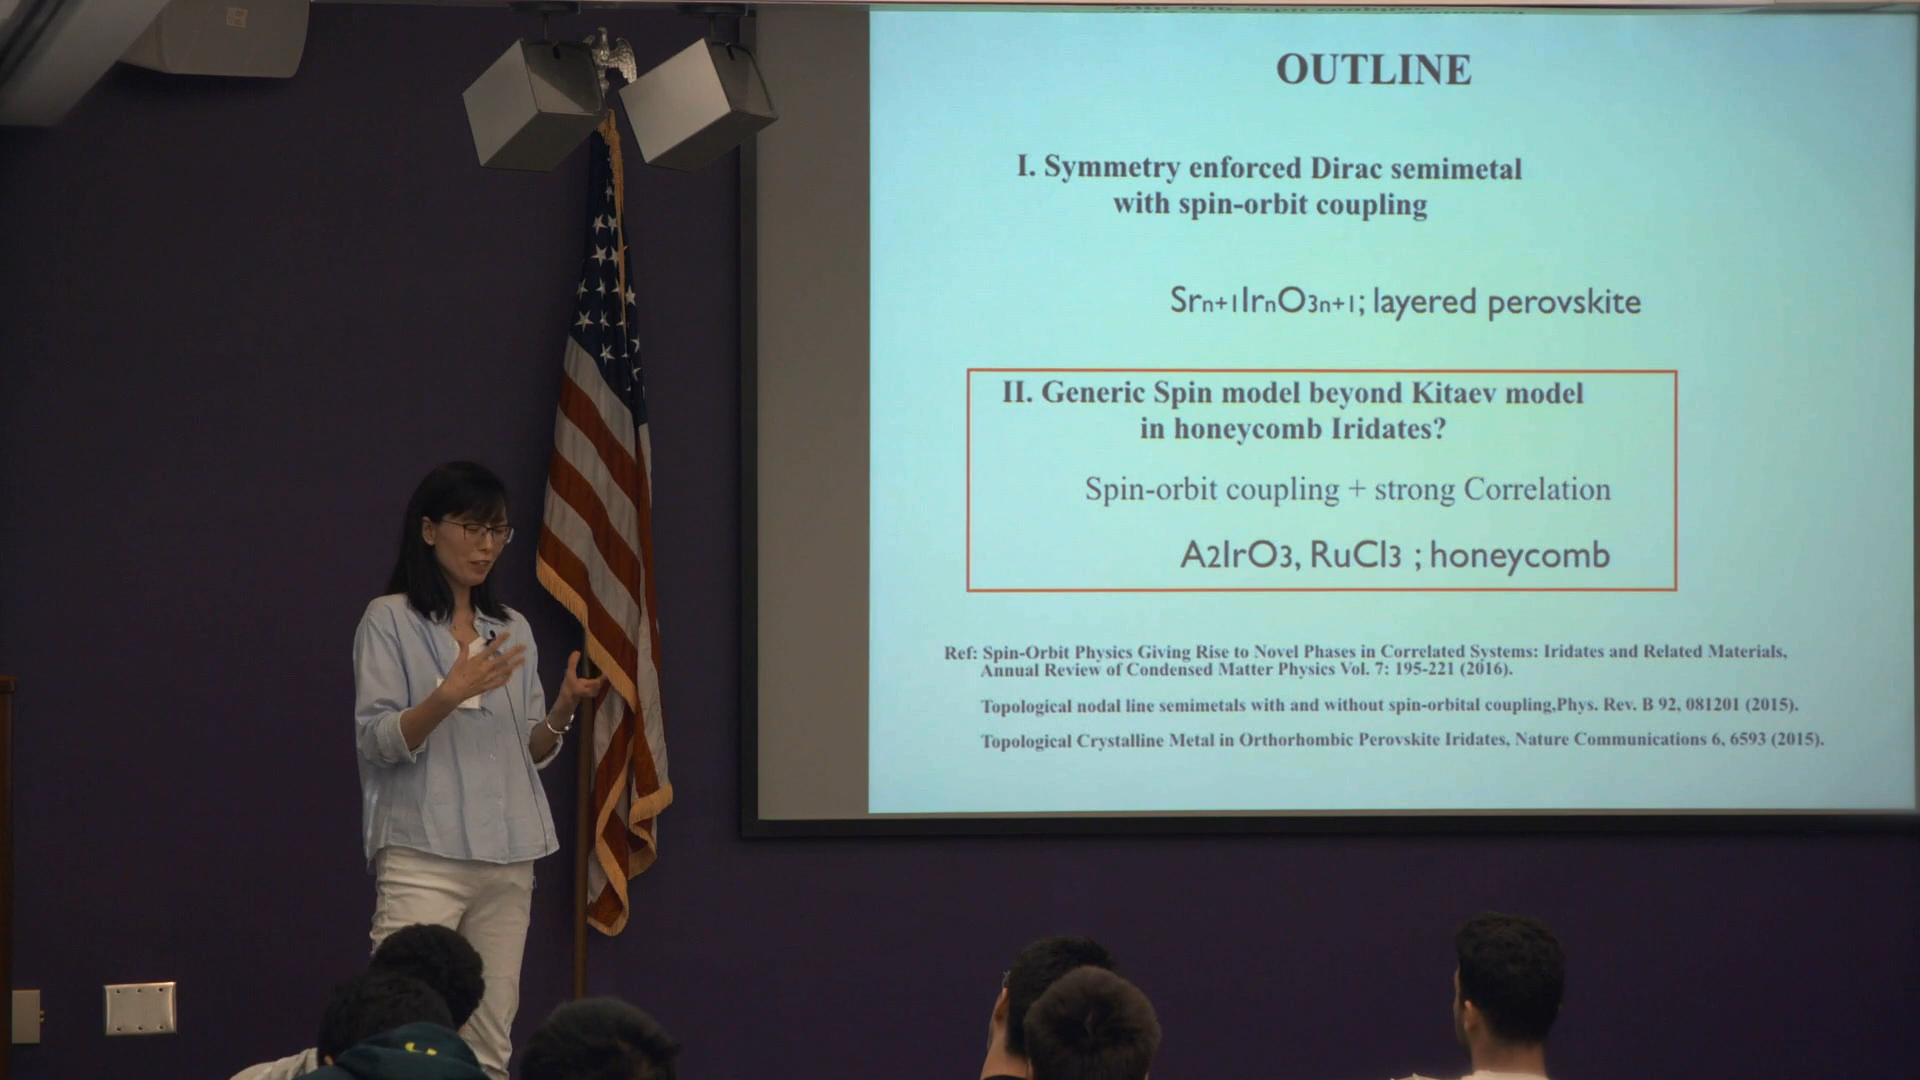 OUTLINE
I. Symmetry enforced Dirac semimetal
with spin-orbit coupling
Srn+1IrnO3n+1; layered perovskite
II. Generic Spin model beyond Kitaev model
in honeycomb Iridates?
Spin-orbit coupling + strong Correlation
A2IrO3, RuCl3 ; honeycomb
Ref: Spin-Orbit Physics Giving Rise to Novel Phases in Correlated Systems: Iridates and Related Materials,
Annual Review of Condensed Matter Physics Vol. 7: 195-221 (2016).
Topological nodal line semimetals with and without spin-orbital coupling,Phys. Rev. B 92, 081201 (2015).
Topological Crystalline Metal in Orthorhombic Perovskite Iridates, Nature Communications 6, 6593 (2015).